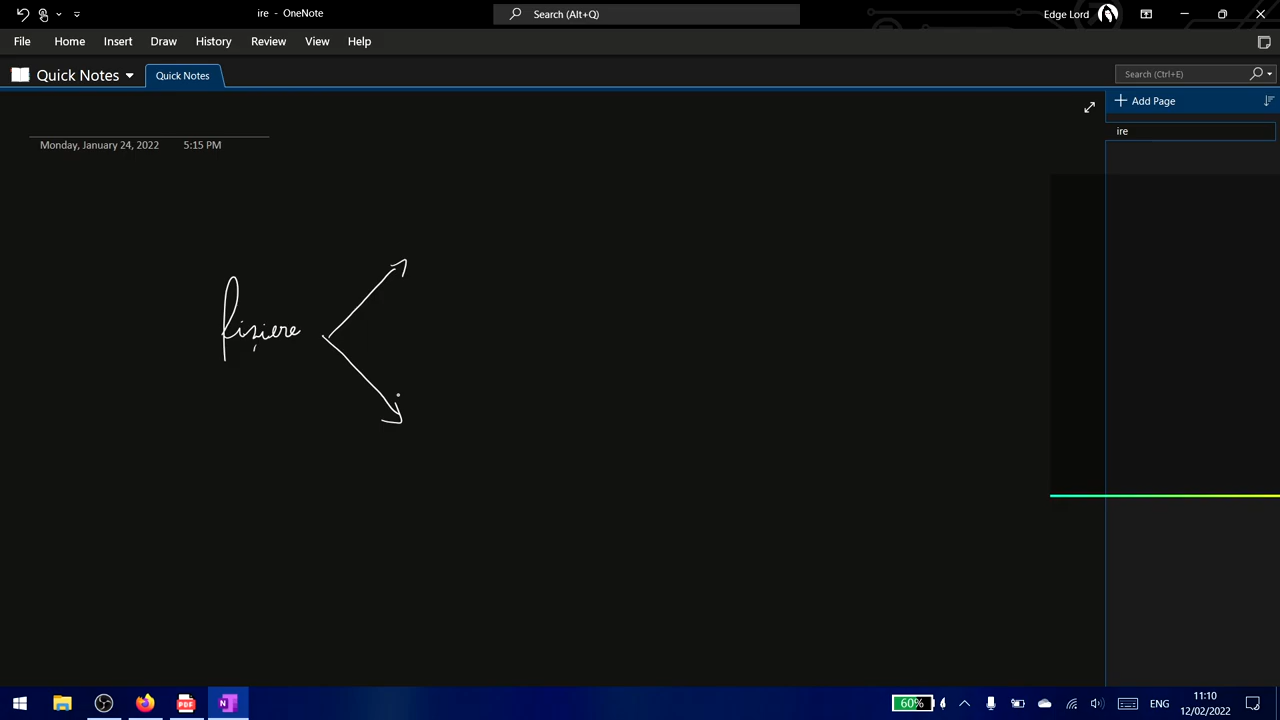 ire - OneNote
Search (Alt+Q)
Edge Lord
File Home Insert Draw History Review View Help
Quick Notes
Quick Notes
Search (Ctrl+E)
Add Page
ire
Monday, January 24, 2022 5:15 PM
fișiere
60%
ENG
11:10
12/02/2022